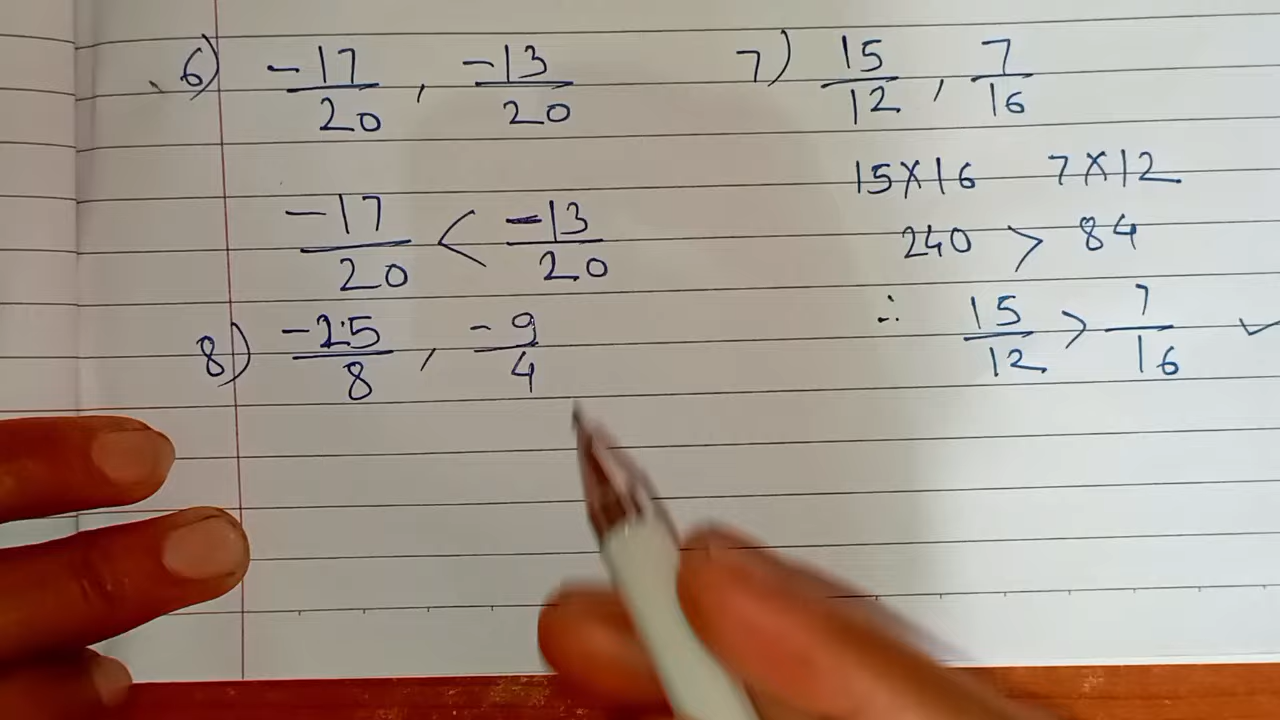 6) -17/20 , -13/20
-17/20 < -13/20
8) -25/8 , -9/4
7) 15/12 , 7/16
15×16 7×12
240 > 84
∴ 15/12 > 7/16 ✓